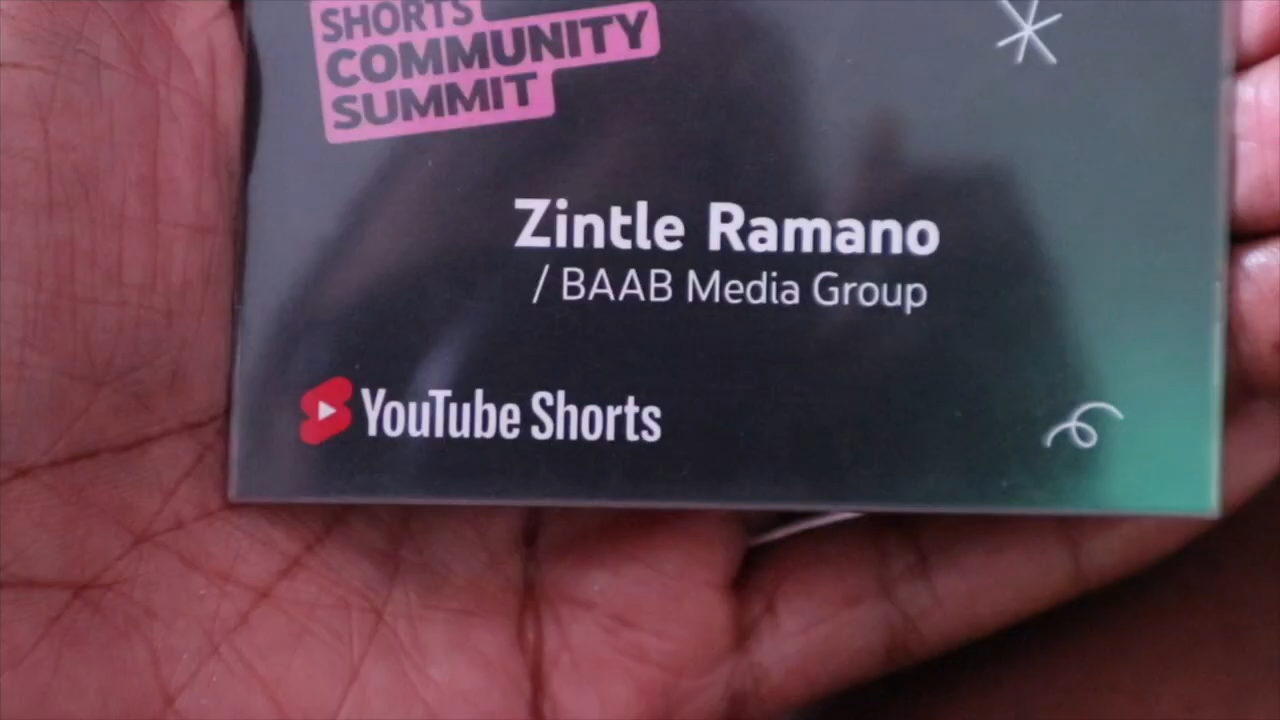 SHORTS
COMMUNITY
SUMMIT
Zintle Ramano
/ BAAB Media Group
YouTube Shorts